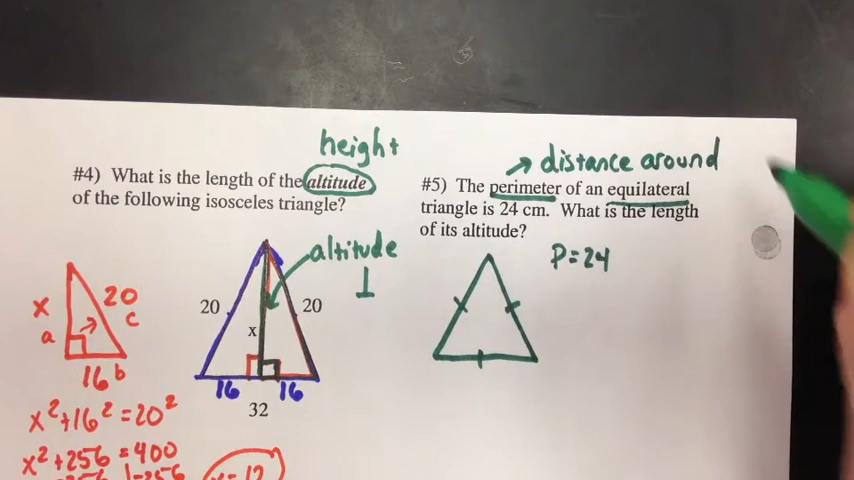 height
#4) What is the length of the altitude
of the following isosceles triangle?
altitude
⊥
20
20
x
16
16
32
x
20
c
a
16
b
x²+16²=20²
x²+256=400
distance around
#5) The perimeter of an equilateral
triangle is 24 cm. What is the length
of its altitude?
P=24